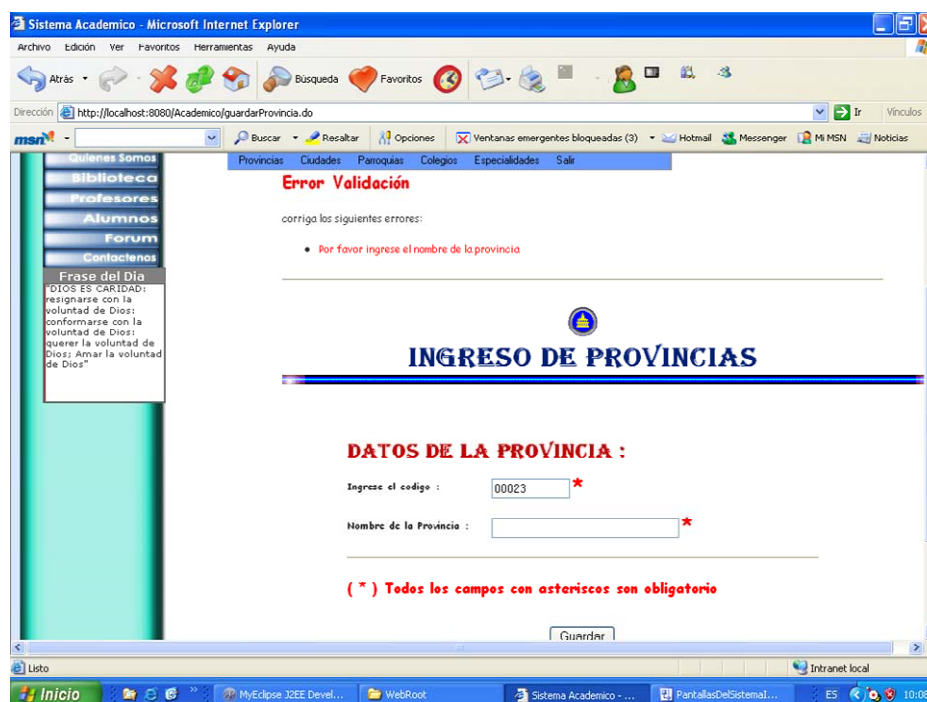 Sistema Academico - Microsoft Internet Explorer
Archivo Edición Ver Favoritos Herramientas Ayuda
Atrás Búsqueda Favoritos
Dirección http://localhost:8080/Academico/guardarProvincia.do Ir Vínculos
msn Buscar Resaltar Opciones Ventanas emergentes bloqueadas (3) Hotmail Messenger Mi MSN Noticias
Quienes Somos
Provincias Ciudades Parroquias Colegios Especialidades Salir
Biblioteca
Profesores
Alumnos
Forum
Contactenos
Frase del Dia
"DIOS ES CARIDAD:
resignarse con la
voluntad de Dios:
conformarse con la
voluntad de Dios:
querer la voluntad de
Dios; Amar la voluntad
de Dios"
Error Validación
corriga los siguientes errores:
• Por favor ingrese el nombre de la provincia
INGRESO DE PROVINCIAS
DATOS DE LA PROVINCIA :
Ingrese el codigo : 00023 *
Nombre de la Provincia : *
( * ) Todos los campos con asteriscos son obligatorio
Guardar
Listo Intranet local
Inicio MyEclipse J2EE Devel... WebRoot Sistema Academico - ... PantallasDelSistemaI... ES 10:08